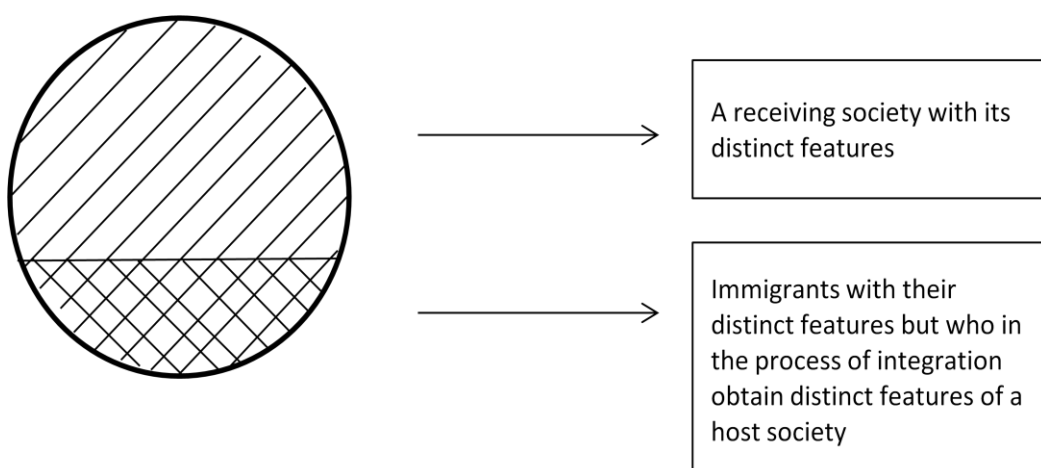 A receiving society with its
distinct features
Immigrants with their
distinct features but who in
the process of integration
obtain distinct features of a
host society